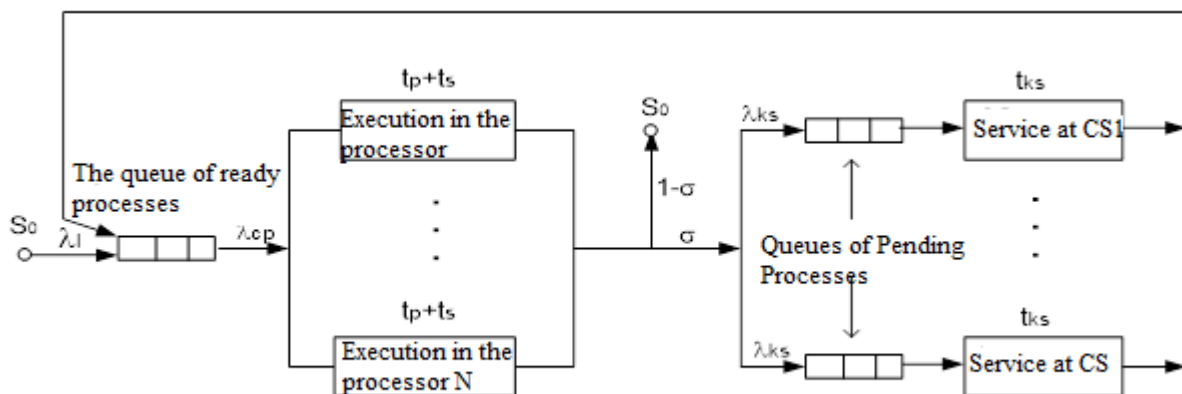 tp+ts
Execution in the
processor
The queue of ready
processes
S0
λI
λcp
tp+ts
Execution in the
processor N
S0
1-σ
σ
λks
tks
Service at CS1
Queues of Pending
Processes
λks
tks
Service at CS